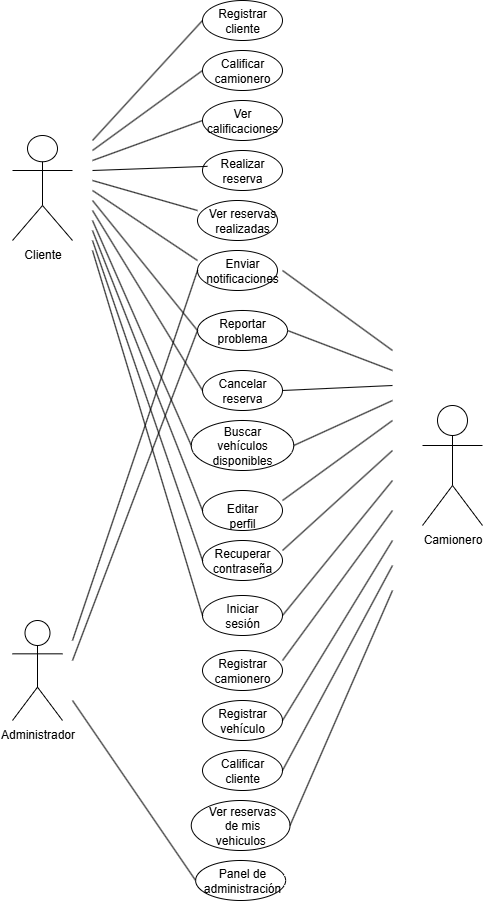 Registrar
cliente
Calificar
camionero
Ver
calificaciones
Realizar
reserva
Ver reservas
realizadas
Cliente
Enviar
notificaciones
Reportar
problema
Cancelar
reserva
Buscar
vehículos
disponibles
Editar
perfil
Camionero
Recuperar
contraseña
Iniciar
sesión
Registrar
camionero
Registrar
vehículo
Administrador
Calificar
cliente
Ver reservas
de mis
vehiculos
Panel de
administración